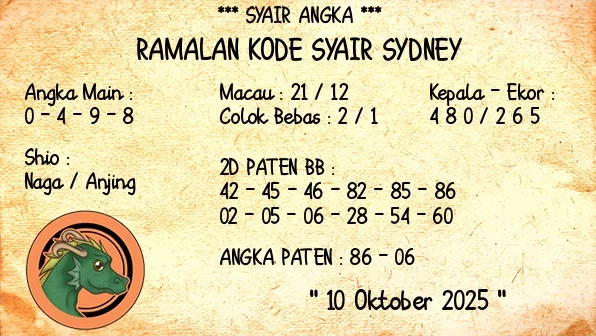 *** SYAIR ANGKA ***
RAMALAN KODE SYAIR SYDNEY
Angka Main :
0 - 4 - 9 - 8
Shio :
Naga / Anjing
Macau : 21 / 12
Colok Bebas : 2 / 1
2D PATEN BB :
42 - 45 - 46 - 82 - 85 - 86
02 - 05 - 06 - 28 - 54 - 60
ANGKA PATEN : 86 - 06
Kepala - Ekor :
4 8 0 / 2 6 5
" 10 Oktober 2025 "